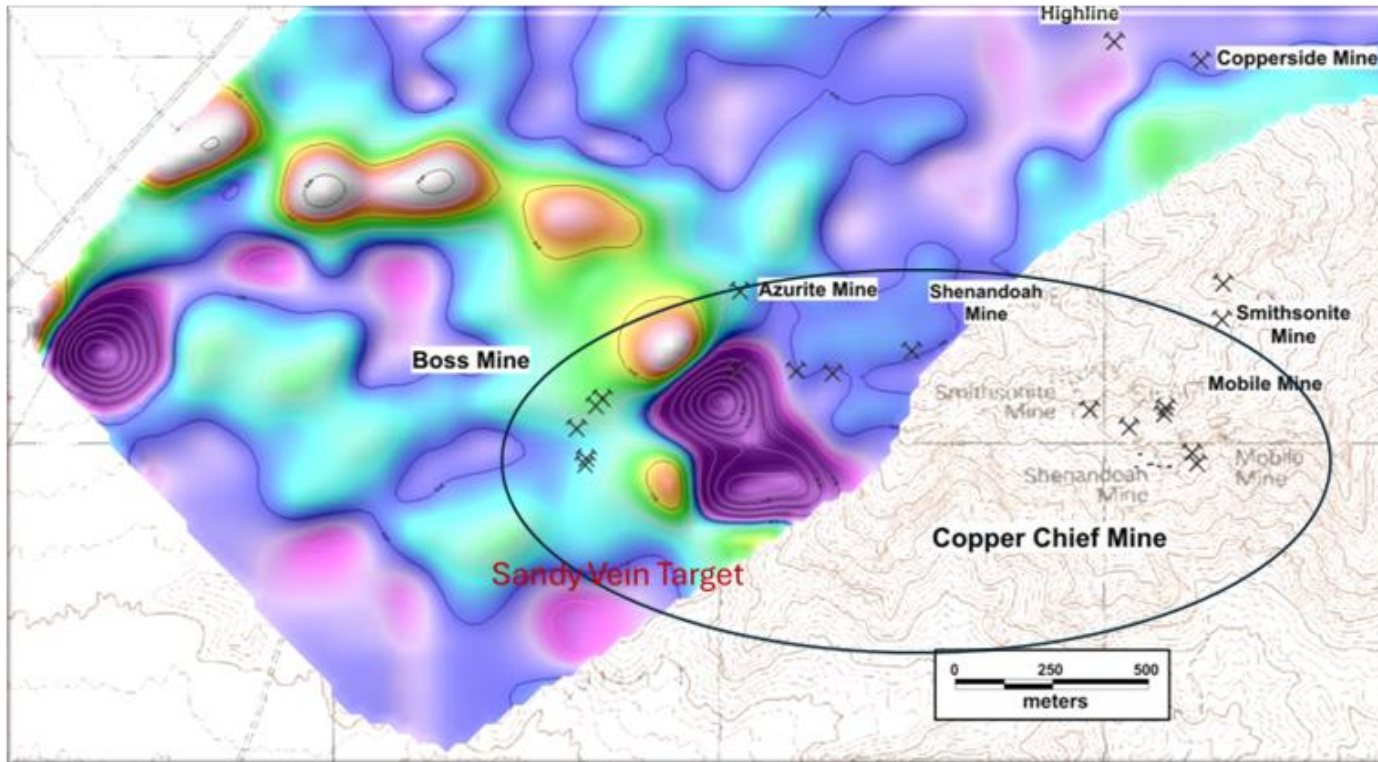 Highline
Copperside Mine
Azurite Mine
Shenandoah
Mine
Smithsonite
Mine
Boss Mine
Mobile Mine
Smithsonite
Mine
Shenandoah
Mine
Mobile
Mine
Copper Chief Mine
Sandy Vein Target
0 250 500
meters